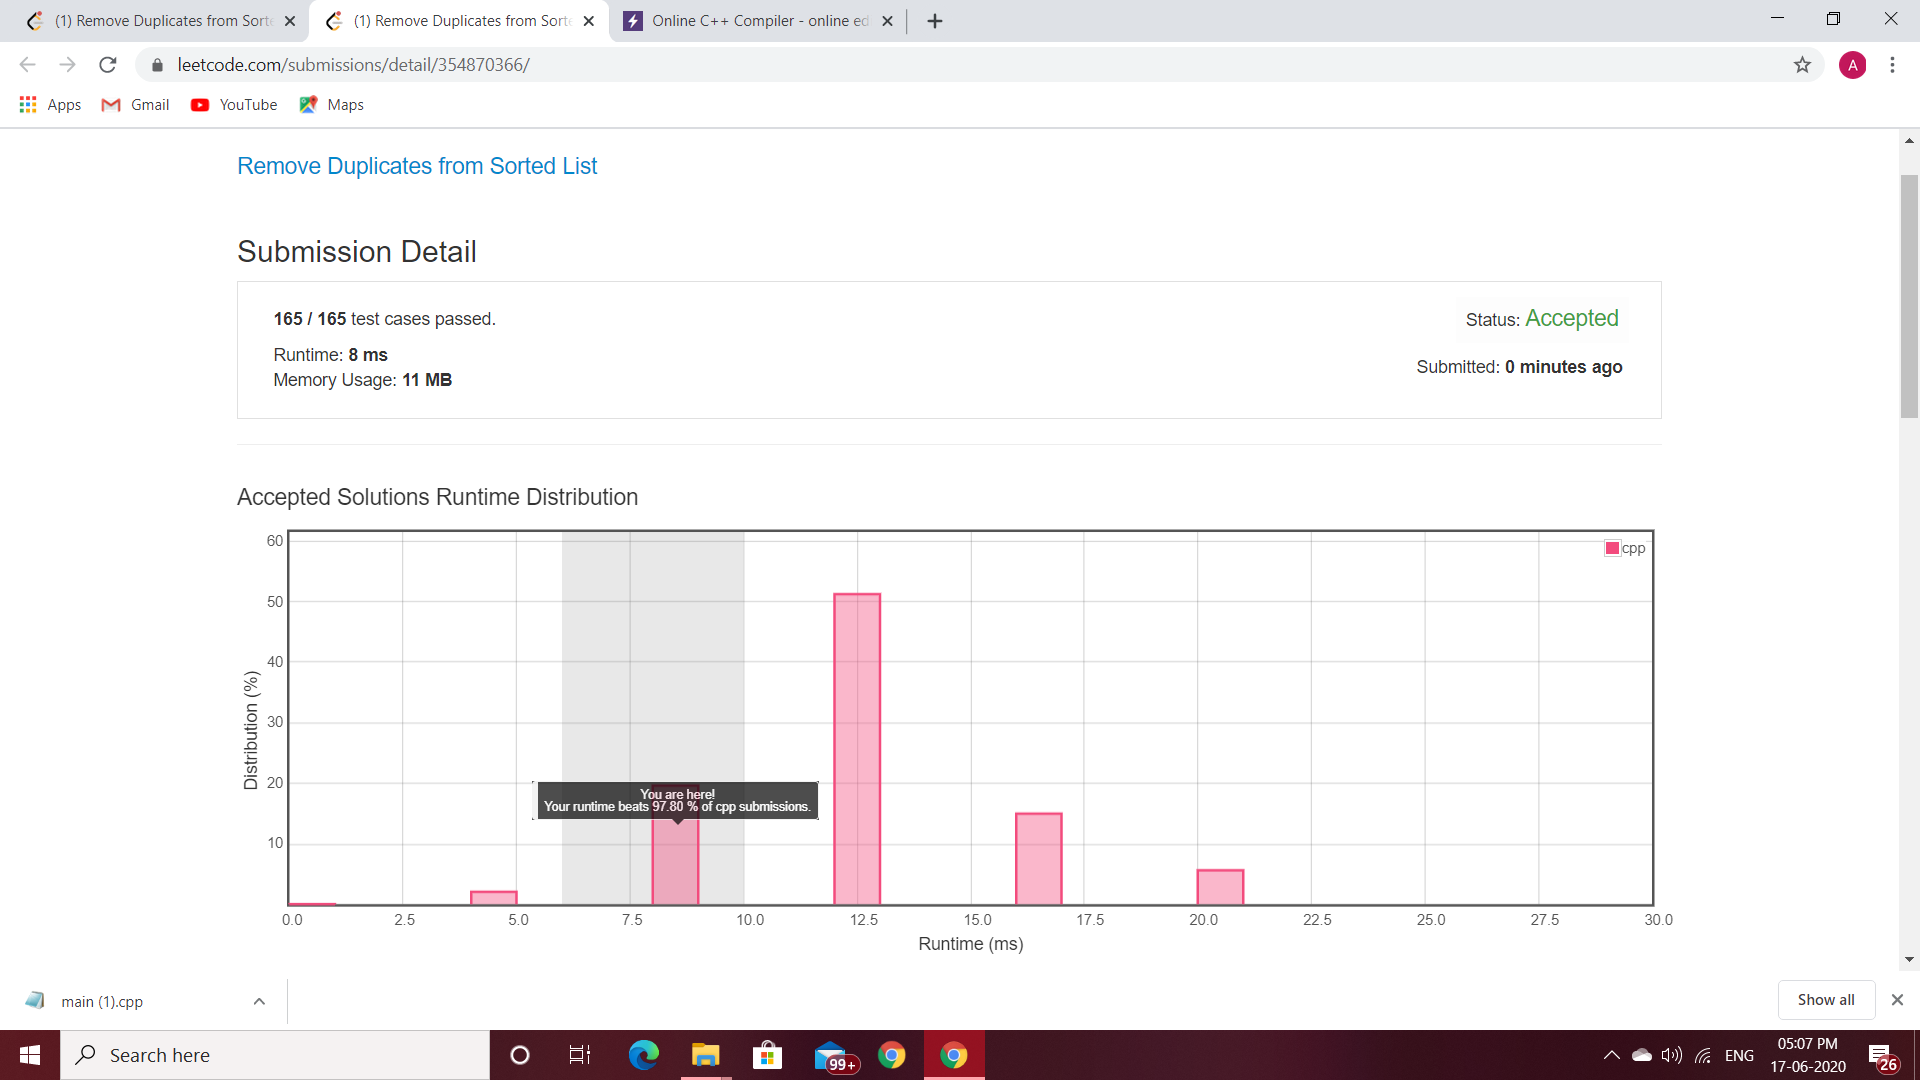 (1) Remove Duplicates from Sorte
(1) Remove Duplicates from Sorte
Online C++ Compiler - online ed
leetcode.com/submissions/detail/354870366/
A
Apps
Gmail
YouTube
Maps
Remove Duplicates from Sorted List
Submission Detail
165 / 165 test cases passed.
Status: Accepted
Runtime: 8 ms
Submitted: 0 minutes ago
Memory Usage: 11 MB
Accepted Solutions Runtime Distribution
cpp
60
50
40
30
20
10
Distribution (%)
You are here!
Your runtime beats 97.80 % of cpp submissions.
0.0 2.5 5.0 7.5 10.0 12.5 15.0 17.5 20.0 22.5 25.0 27.5 30.0
Runtime (ms)
main (1).cpp
Show all
Search here
99+
ENG
05:07 PM
17-06-2020
26